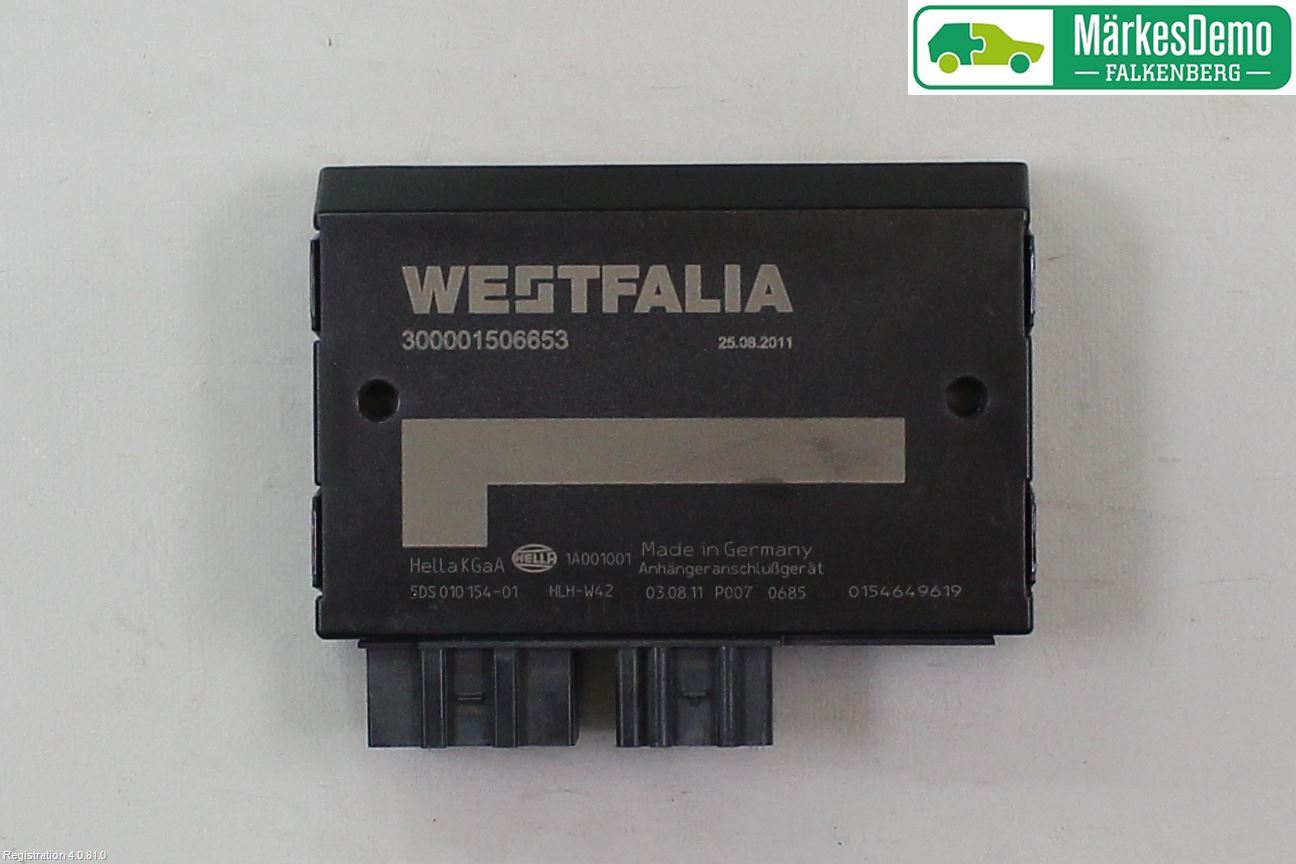 MärkesDemo
FALKENBERG
WESTFALIA
300001506653 25.08.2011
Hella KGaA HELLA 1A001001 Made in Germany
Anhängeranschlußgerät
5DS 010 154-01 HLH-W42 03.08.11 P007 0685 0154649619
Registration 4.0.81.0